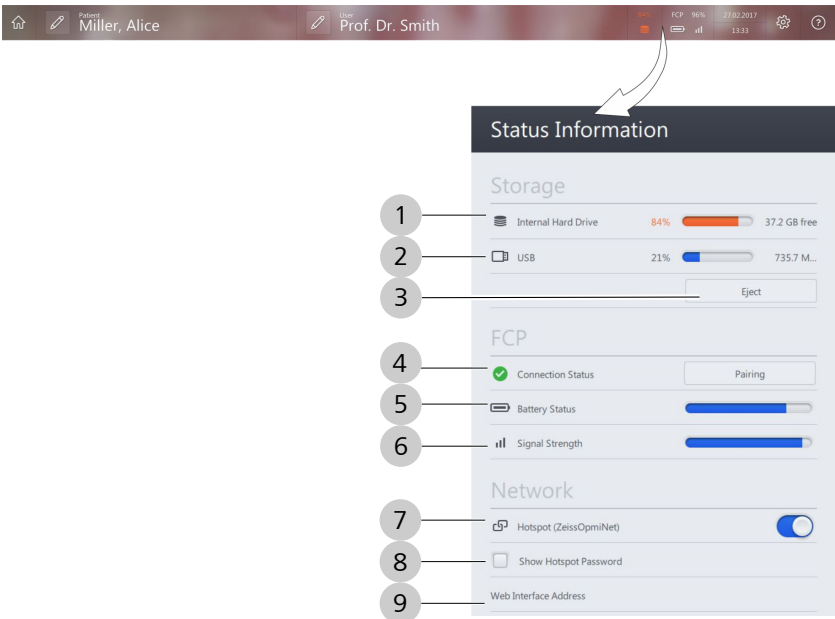 Patient
Miller, Alice
User
Prof. Dr. Smith
84% FCP 96% 27.02.2017
13:33
Status Information
Storage
1 Internal Hard Drive 84% 37.2 GB free
2 USB 21% 735.7 M...
3 Eject
FCP
4 Connection Status Pairing
5 Battery Status
6 Signal Strength
Network
7 Hotspot (ZeissOpmiNet)
8 Show Hotspot Password
9 Web Interface Address